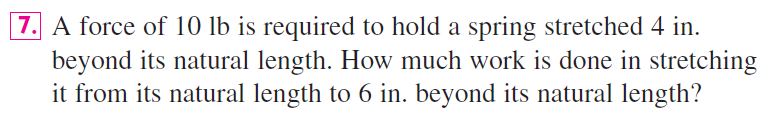 7. A force of 10 lb is required to hold a spring stretched 4 in.
beyond its natural length. How much work is done in stretching
it from its natural length to 6 in. beyond its natural length?